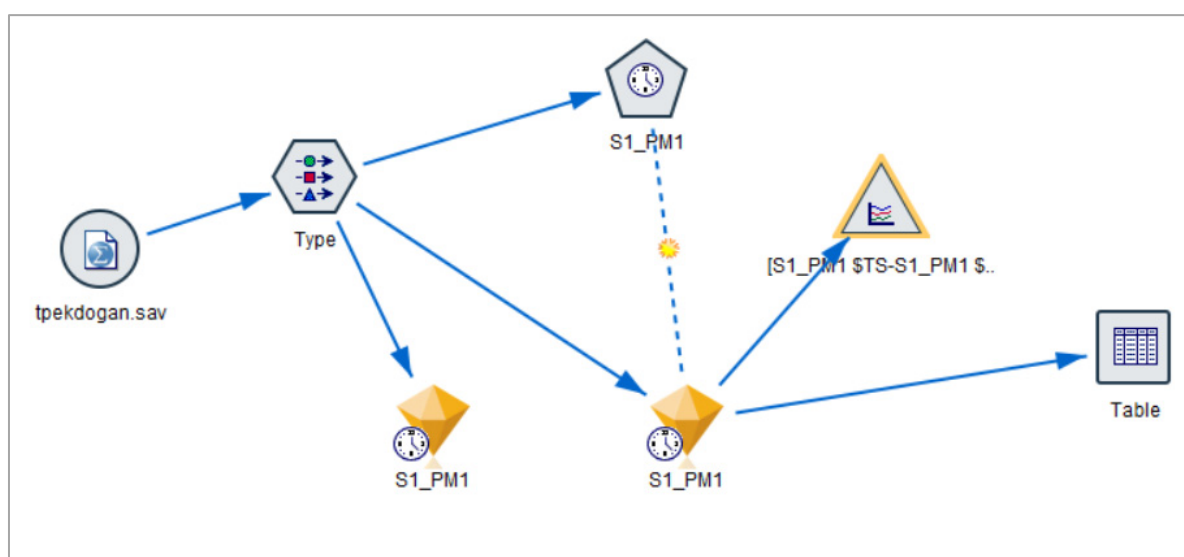 S1_PM1
Type
[S1_PM1 $TS-S1_PM1 $..
tpekdogan.sav
Table
S1_PM1
S1_PM1